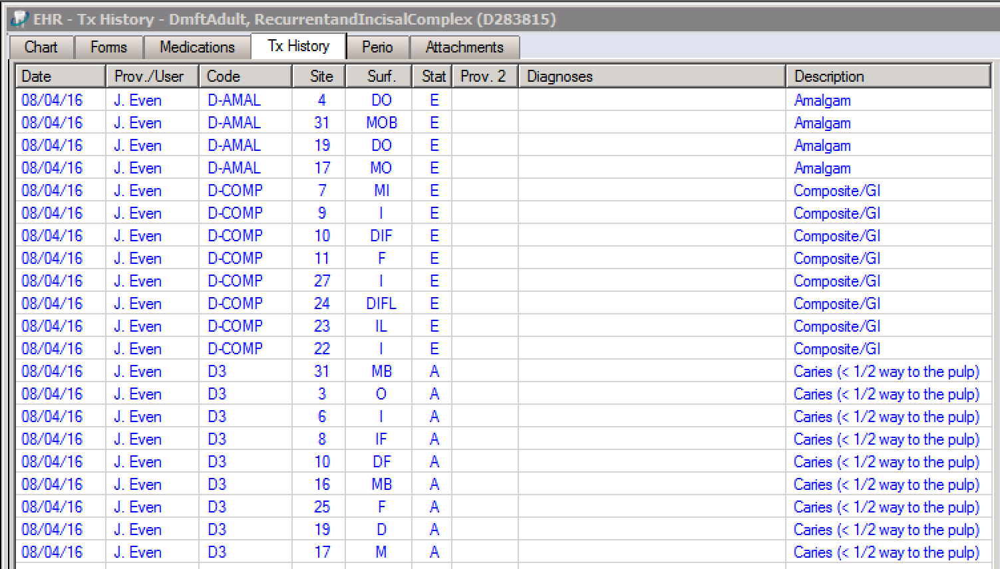 EHR - Tx History - DmftAdult, RecurrentandIncisalComplex (D283815)
Chart Forms Medications Tx History Perio Attachments
Date Prov./User Code Site Surf. Stat Prov. 2 Diagnoses Description
08/04/16 J. Even D-AMAL 4 DO E Amalgam
08/04/16 J. Even D-AMAL 31 MOB E Amalgam
08/04/16 J. Even D-AMAL 19 DO E Amalgam
08/04/16 J. Even D-AMAL 17 MO E Amalgam
08/04/16 J. Even D-COMP 7 MI E Composite/GI
08/04/16 J. Even D-COMP 9 I E Composite/GI
08/04/16 J. Even D-COMP 10 DIF E Composite/GI
08/04/16 J. Even D-COMP 11 F E Composite/GI
08/04/16 J. Even D-COMP 27 I E Composite/GI
08/04/16 J. Even D-COMP 24 DIFL E Composite/GI
08/04/16 J. Even D-COMP 23 IL E Composite/GI
08/04/16 J. Even D-COMP 22 I E Composite/GI
08/04/16 J. Even D3 31 MB A Caries (< 1/2 way to the pulp)
08/04/16 J. Even D3 3 O A Caries (< 1/2 way to the pulp)
08/04/16 J. Even D3 6 I A Caries (< 1/2 way to the pulp)
08/04/16 J. Even D3 8 IF A Caries (< 1/2 way to the pulp)
08/04/16 J. Even D3 10 DF A Caries (< 1/2 way to the pulp)
08/04/16 J. Even D3 16 MB A Caries (< 1/2 way to the pulp)
08/04/16 J. Even D3 25 F A Caries (< 1/2 way to the pulp)
08/04/16 J. Even D3 19 D A Caries (< 1/2 way to the pulp)
08/04/16 J. Even D3 17 M A Caries (< 1/2 way to the pulp)